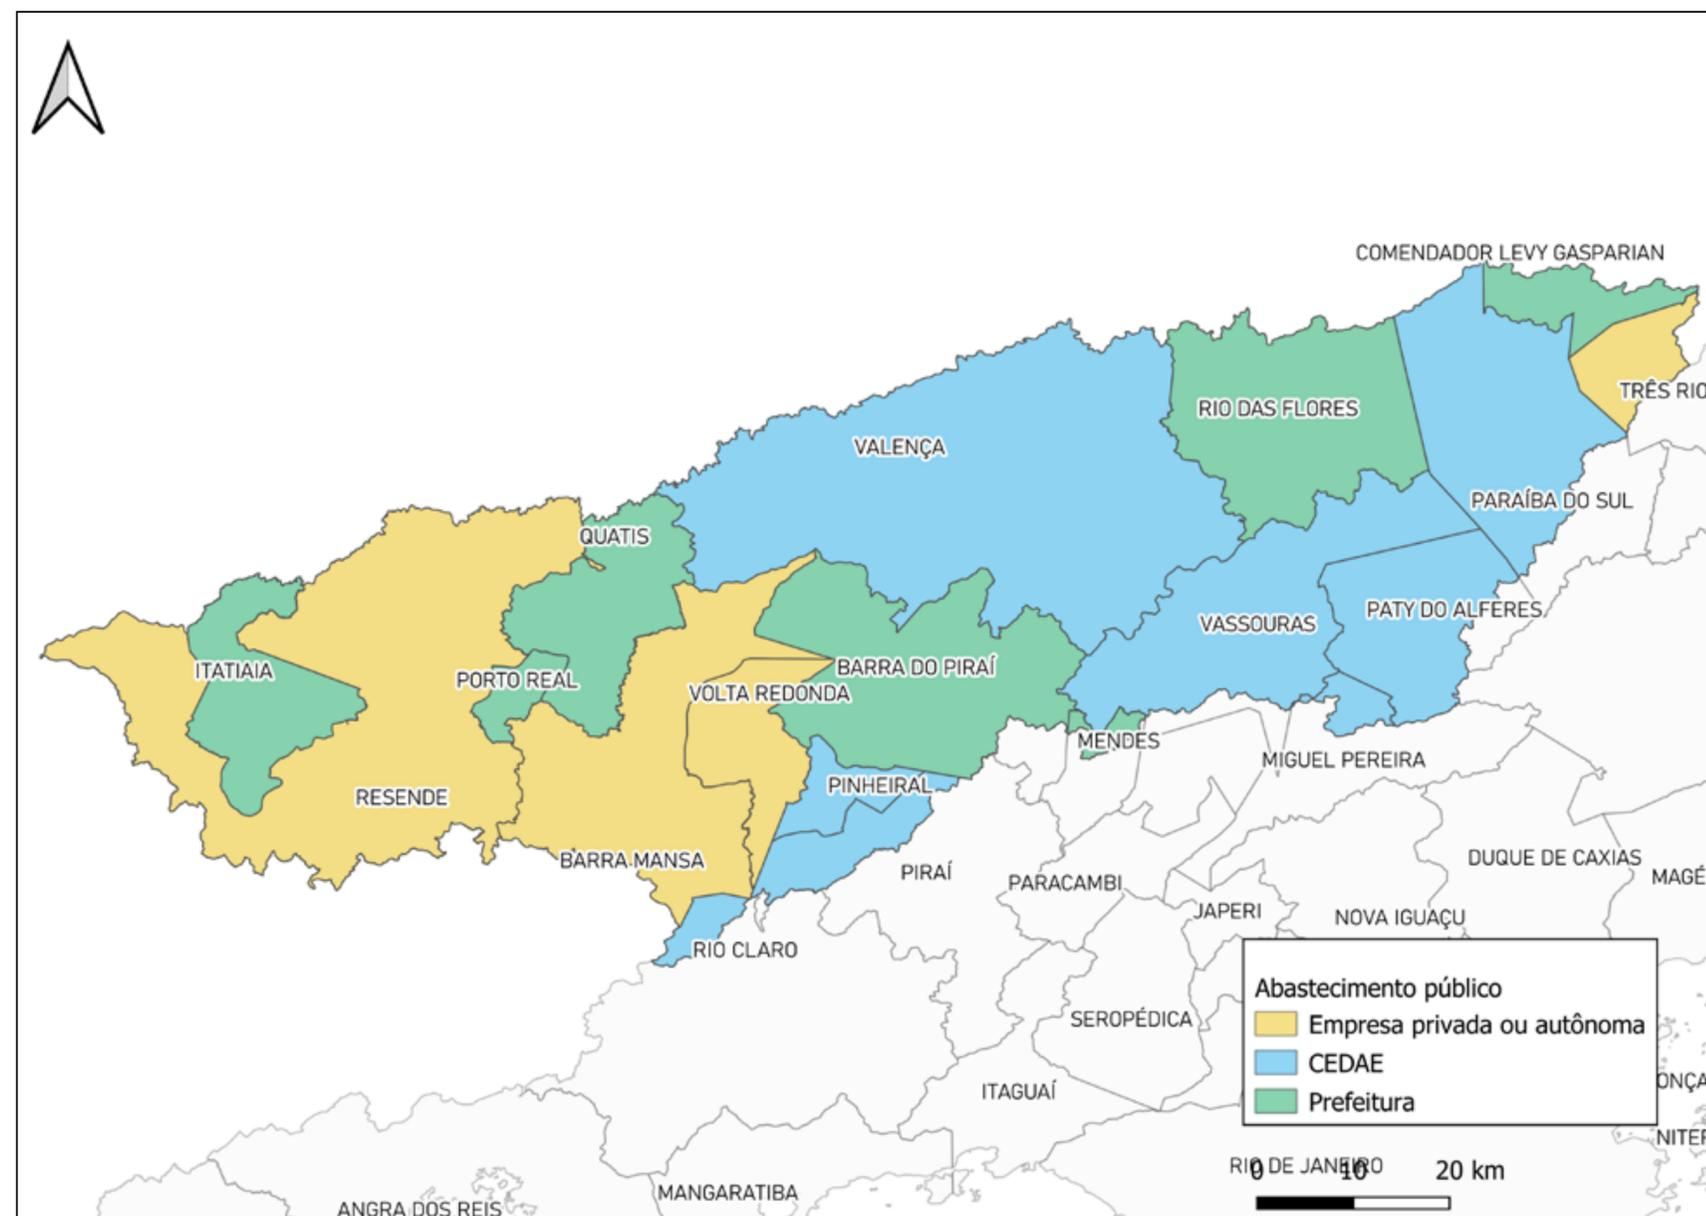 COMENDADOR LEVY GASPARIAN
TRÊS RIO
RIO DAS FLORES
VALENÇA
PARAÍBA DO SUL
QUATIS
PATY DO ALFERES
VASSOURAS
ITATIAIA
PORTO REAL
BARRA DO PIRAÍ
VOLTA REDONDA
MENDES
MIGUEL PEREIRA
PINHEIRAL
RESENDE
BARRA MANSA
DUQUE DE CAXIAS
PIRAÍ
MAGÉ
PARACAMBI
JAPERI
NOVA IGUAÇU
RIO CLARO
Abastecimento público
Empresa privada ou autônoma
CEDAE
Prefeitura
SEROPÉDICA
ONÇA
ITAGUAÍ
NITER
RIO DE JANEIRO
0 10 20 km
MANGARATIBA
ANGRA DOS REIS